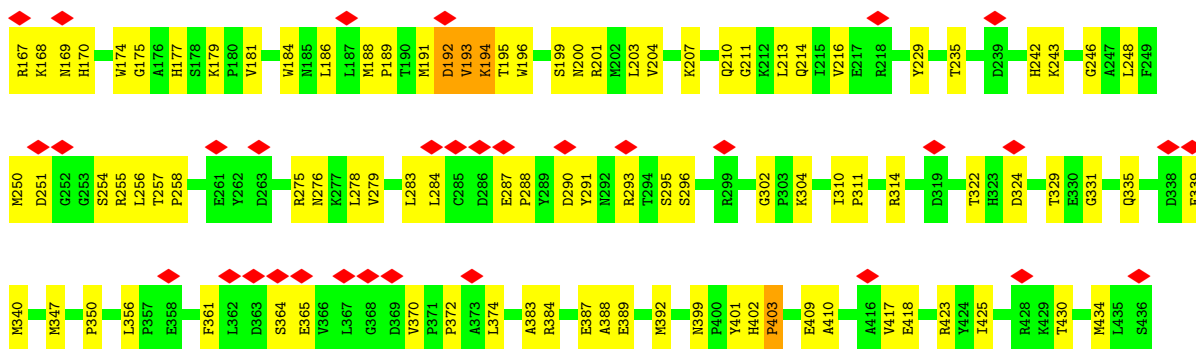 R167 K168 N169 H170 W174 G175 A176 H177 S178 K179 P180 V181 W184 N185 L186 L187 M188 P189 T190 M191 D192 V193 K194 T195 W196 S199 N200 R201 M202 L203 V204 K207 Q210 G211 K212 L213 Q214 I215 V216 E217 R218 Y229 T235 D239 H242 K243 G246 A247 L248 F249
M250 D251 G252 G253 S254 R255 L256 T257 P258 E261 Y262 D263 R275 N276 K277 L278 V279 L283 L284 C285 D286 E287 P288 Y289 D290 Y291 N292 R293 T294 S295 S296 R299 G302 P303 K304 I310 P311 R314 D319 T322 H323 D324 T329 E330 G331 Q335 D338 E339
M340 M347 P350 L356 P357 E358 F361 L362 D363 S364 E365 V366 L367 G368 D369 V370 P371 P372 A373 L374 A383 R384 E387 A388 E389 M392 N399 P400 Y401 H402 P403 E409 A410 A416 V417 E418 R423 Y424 I425 R428 K429 T430 M434 L435 S436